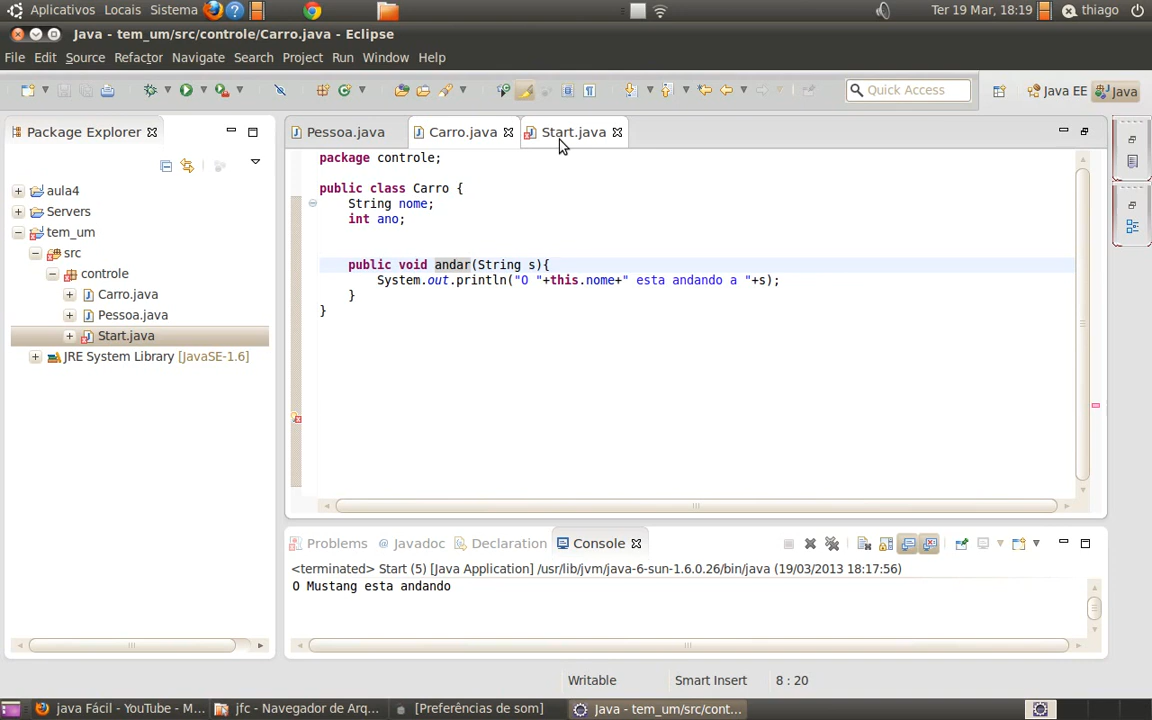 Aplicativos Locais Sistema
Ter 19 Mar, 18:19 thiago
Java - tem_um/src/controle/Carro.java - Eclipse
File Edit Source Refactor Navigate Search Project Run Window Help
Quick Access Java EE Java
Package Explorer
Pessoa.java Carro.java Start.java
aula4
Servers
tem_um
src
controle
Carro.java
Pessoa.java
Start.java
JRE System Library [JavaSE-1.6]
package controle;
public class Carro {
String nome;
int ano;
public void andar(String s){
System.out.println("O "+this.nome+" esta andando a "+s);
}
}
Problems Javadoc Declaration Console
<terminated> Start (5) [Java Application] /usr/lib/jvm/java-6-sun-1.6.0.26/bin/java (19/03/2013 18:17:56)
O Mustang esta andando
Writable Smart Insert 8 : 20
java Fácil - YouTube - M... jfc - Navegador de Arq... [Preferências de som] Java - tem_um/src/cont...